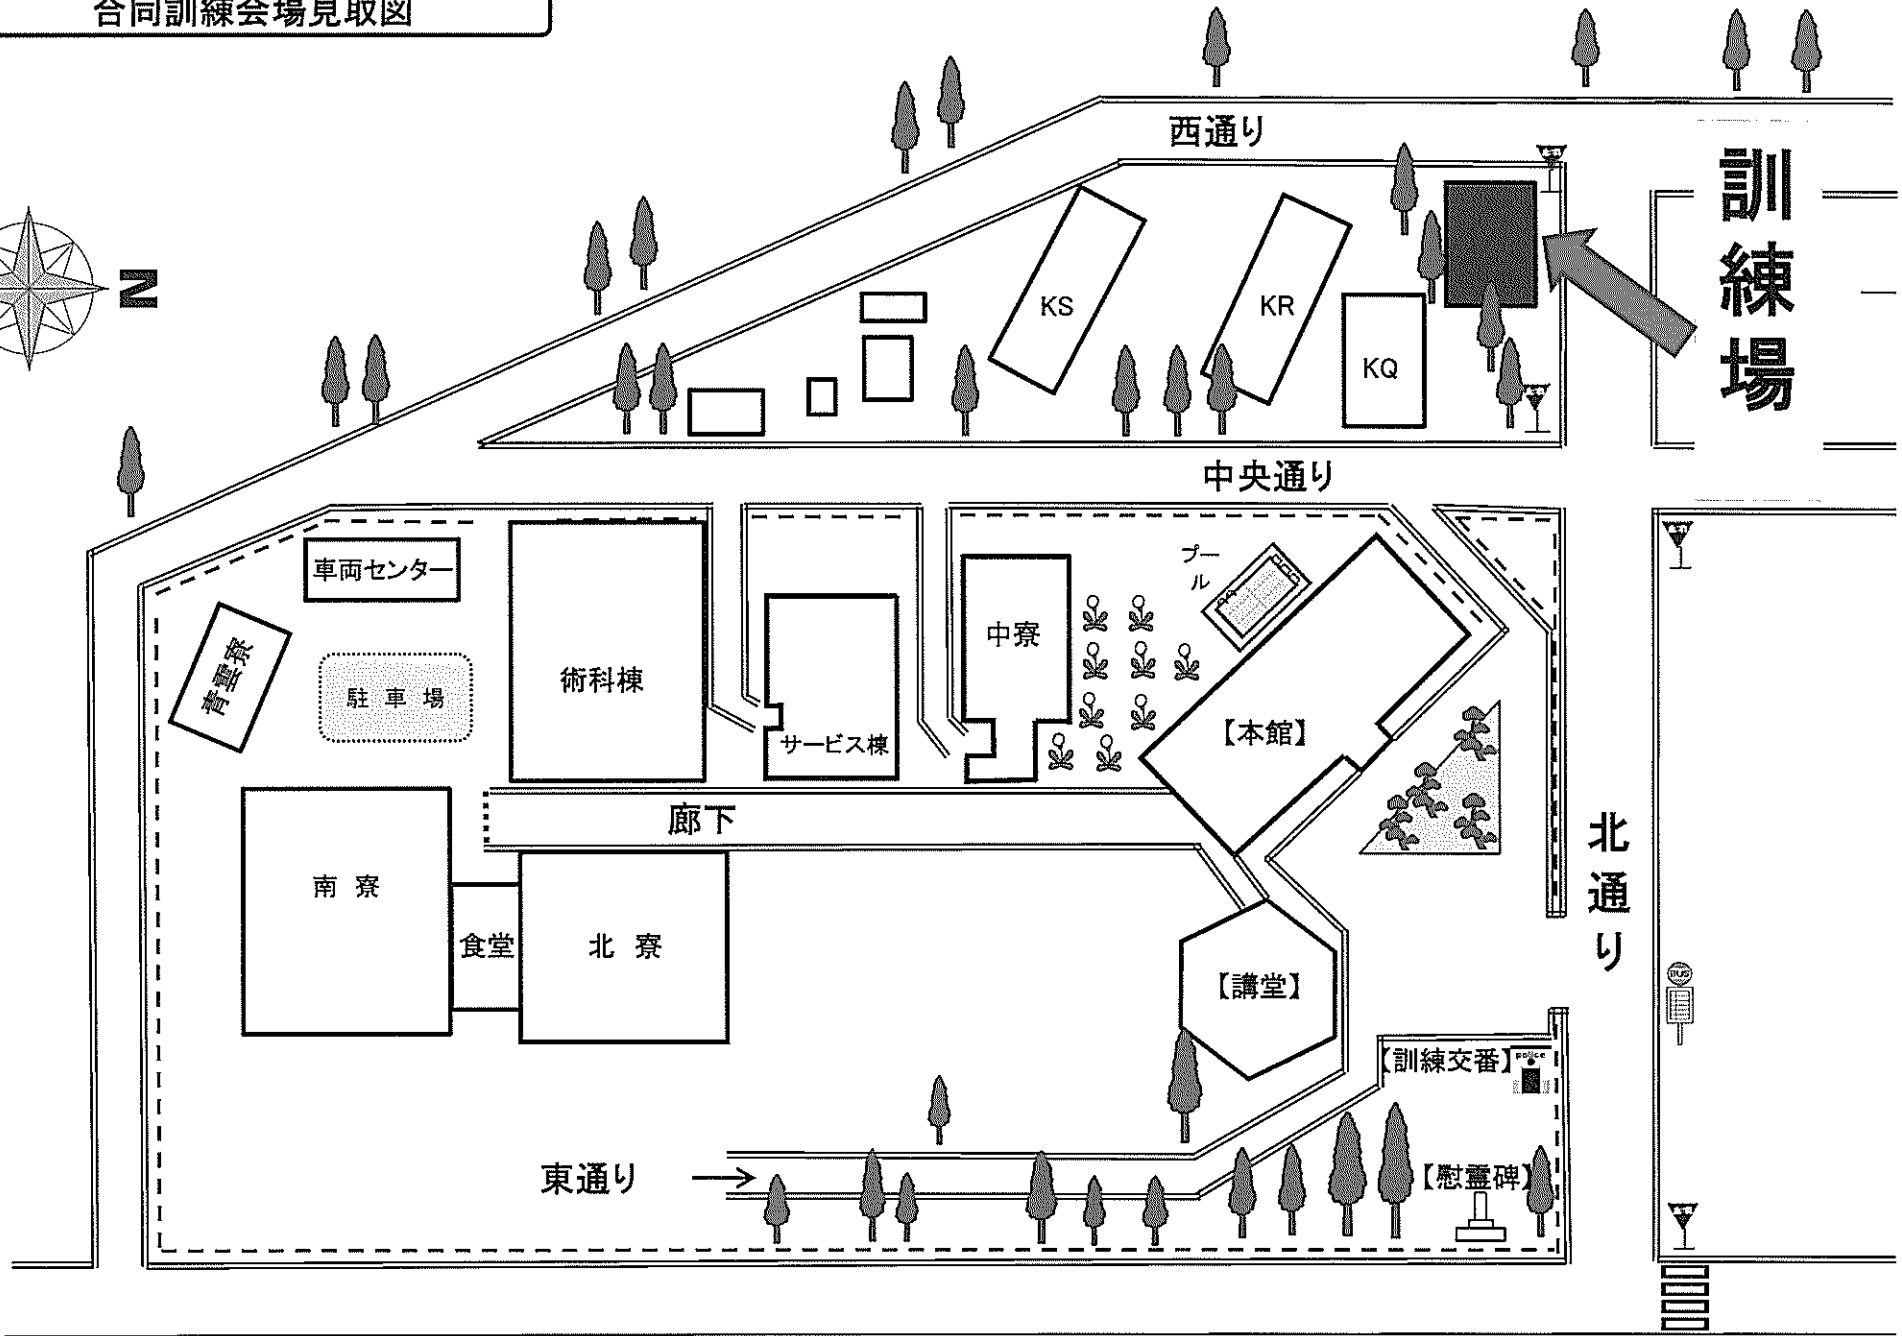 合同訓練会場見取図
西通り
訓練場
N
KS
KR
KQ
中央通り
車両センター
プール
青雲寮
駐車場
術科棟
サービス棟
中寮
【本館】
廊下
北通り
南寮
食堂
北寮
【講堂】
BUS
【訓練交番】
police
東通り
【慰霊碑】